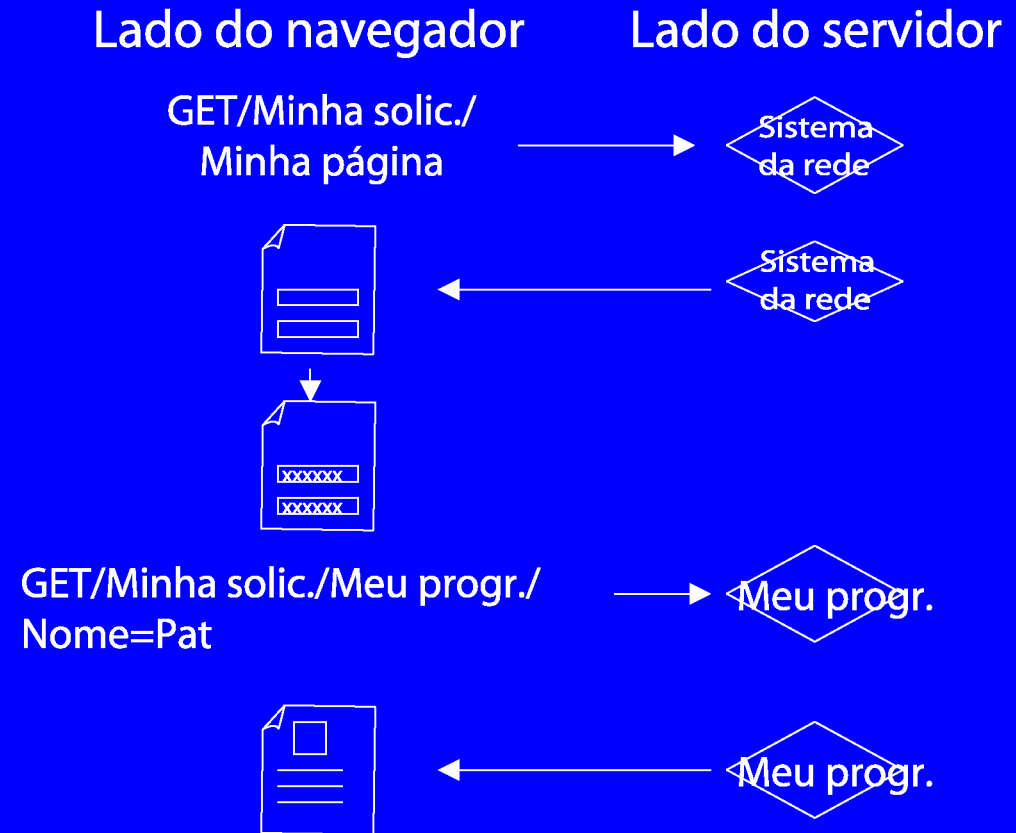 Lado do navegador
Lado do servidor
GET/Minha solic./
Minha página
Sistema
da rede
Sistema
da rede
xxxxxx
xxxxxx
GET/Minha solic./Meu progr./
Nome=Pat
Meu progr.
Meu progr.